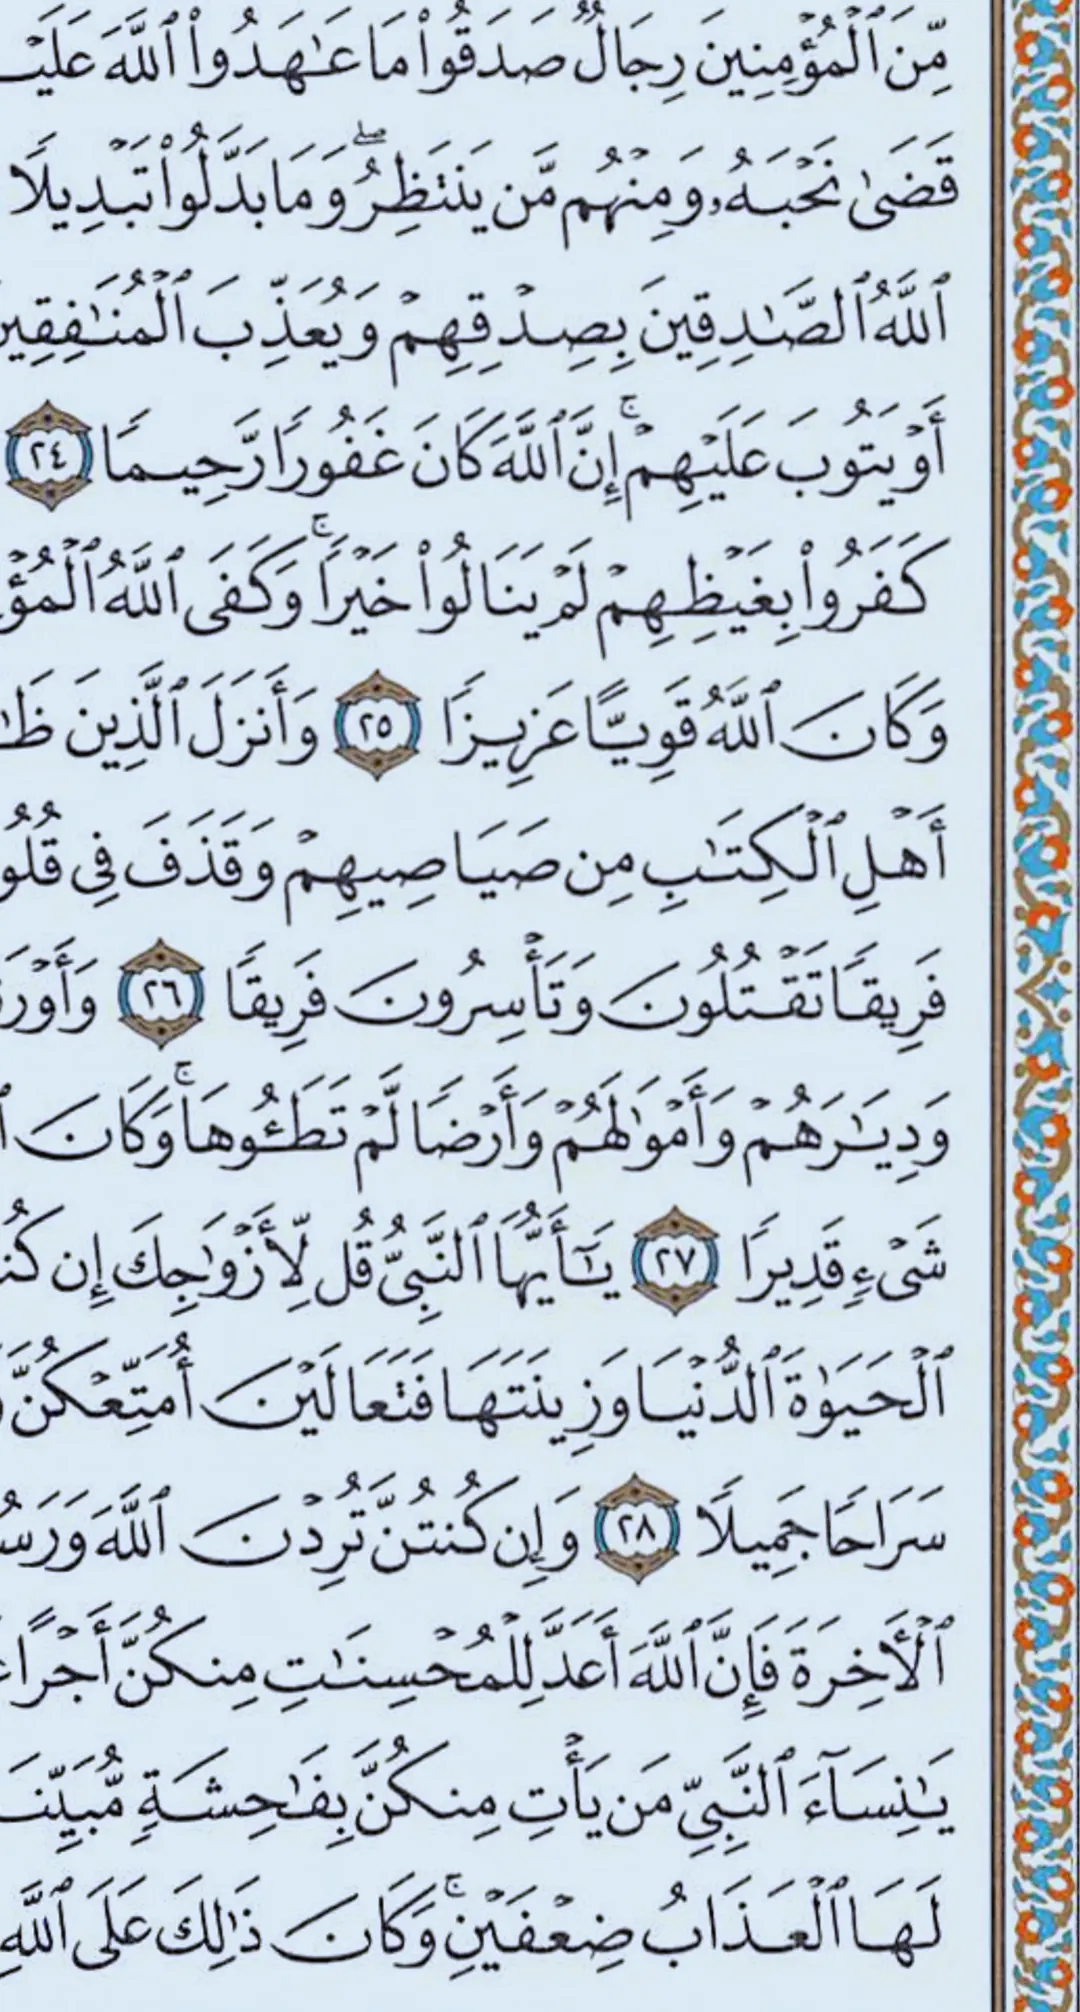 مِّنَ ٱلْمُؤْمِنِينَ رِجَالٌ صَدَقُوا۟ مَا عَـٰهَدُوا۟ ٱللَّهَ
قَضَىٰ نَحْبَهُۥ وَمِنْهُم مَّن يَنتَظِرُ ۖ وَمَا بَدَّلُوا۟ تَبْدِيلًا
ٱللَّهُ ٱلصَّـٰدِقِينَ بِصِدْقِهِمْ وَيُعَذِّبَ
أَوْ يَتُوبَ عَلَيْهِمْ ۚ إِنَّ ٱللَّهَ كَانَ غَفُورًا رَّحِيمًا ٢٤
كَفَرُوا۟ بِغَيْظِهِمْ لَمْ يَنَالُوا۟ خَيْرًا ۚ وَكَفَى ٱللَّهُ
وَكَانَ ٱللَّهُ قَوِيًّا عَزِيزًا ٢٥ وَأَنزَلَ ٱلَّذِينَ
أَهْلِ ٱلْكِتَـٰبِ مِن صَيَاصِيهِمْ وَقَذَفَ فِى
فَرِيقًا تَقْتُلُونَ وَتَأْسِرُونَ فَرِيقًا ٢٦
وَدِيَـٰرَهُمْ وَأَمْوَٰلَهُمْ وَأَرْضًا لَّمْ تَطَـُٔوهَا ۚ وَكَانَ
شَىْءٍ قَدِيرًا ٢٧ يَـٰٓأَيُّهَا ٱلنَّبِىُّ قُل لِّأَزْوَٰجِكَ إِن
ٱلْحَيَوٰةَ ٱلدُّنْيَا وَزِينَتَهَا فَتَعَالَيْنَ أُمَتِّعْكُنَّ
سَرَاحًا جَمِيلًا ٢٨ وَإِن كُنتُنَّ تُرِدْنَ ٱللَّهَ
ٱلْـَٔاخِرَةَ فَإِنَّ ٱللَّهَ أَعَدَّ لِلْمُحْسِنَـٰتِ مِنكُنَّ أَجْرًا
يَـٰنِسَآءَ ٱلنَّبِىِّ مَن يَأْتِ مِنكُنَّ بِفَـٰحِشَةٍ
لَهَا ٱلْعَذَابُ ضِعْفَيْنِ ۚ وَكَانَ ذَٰلِكَ عَلَى ٱللَّهِ